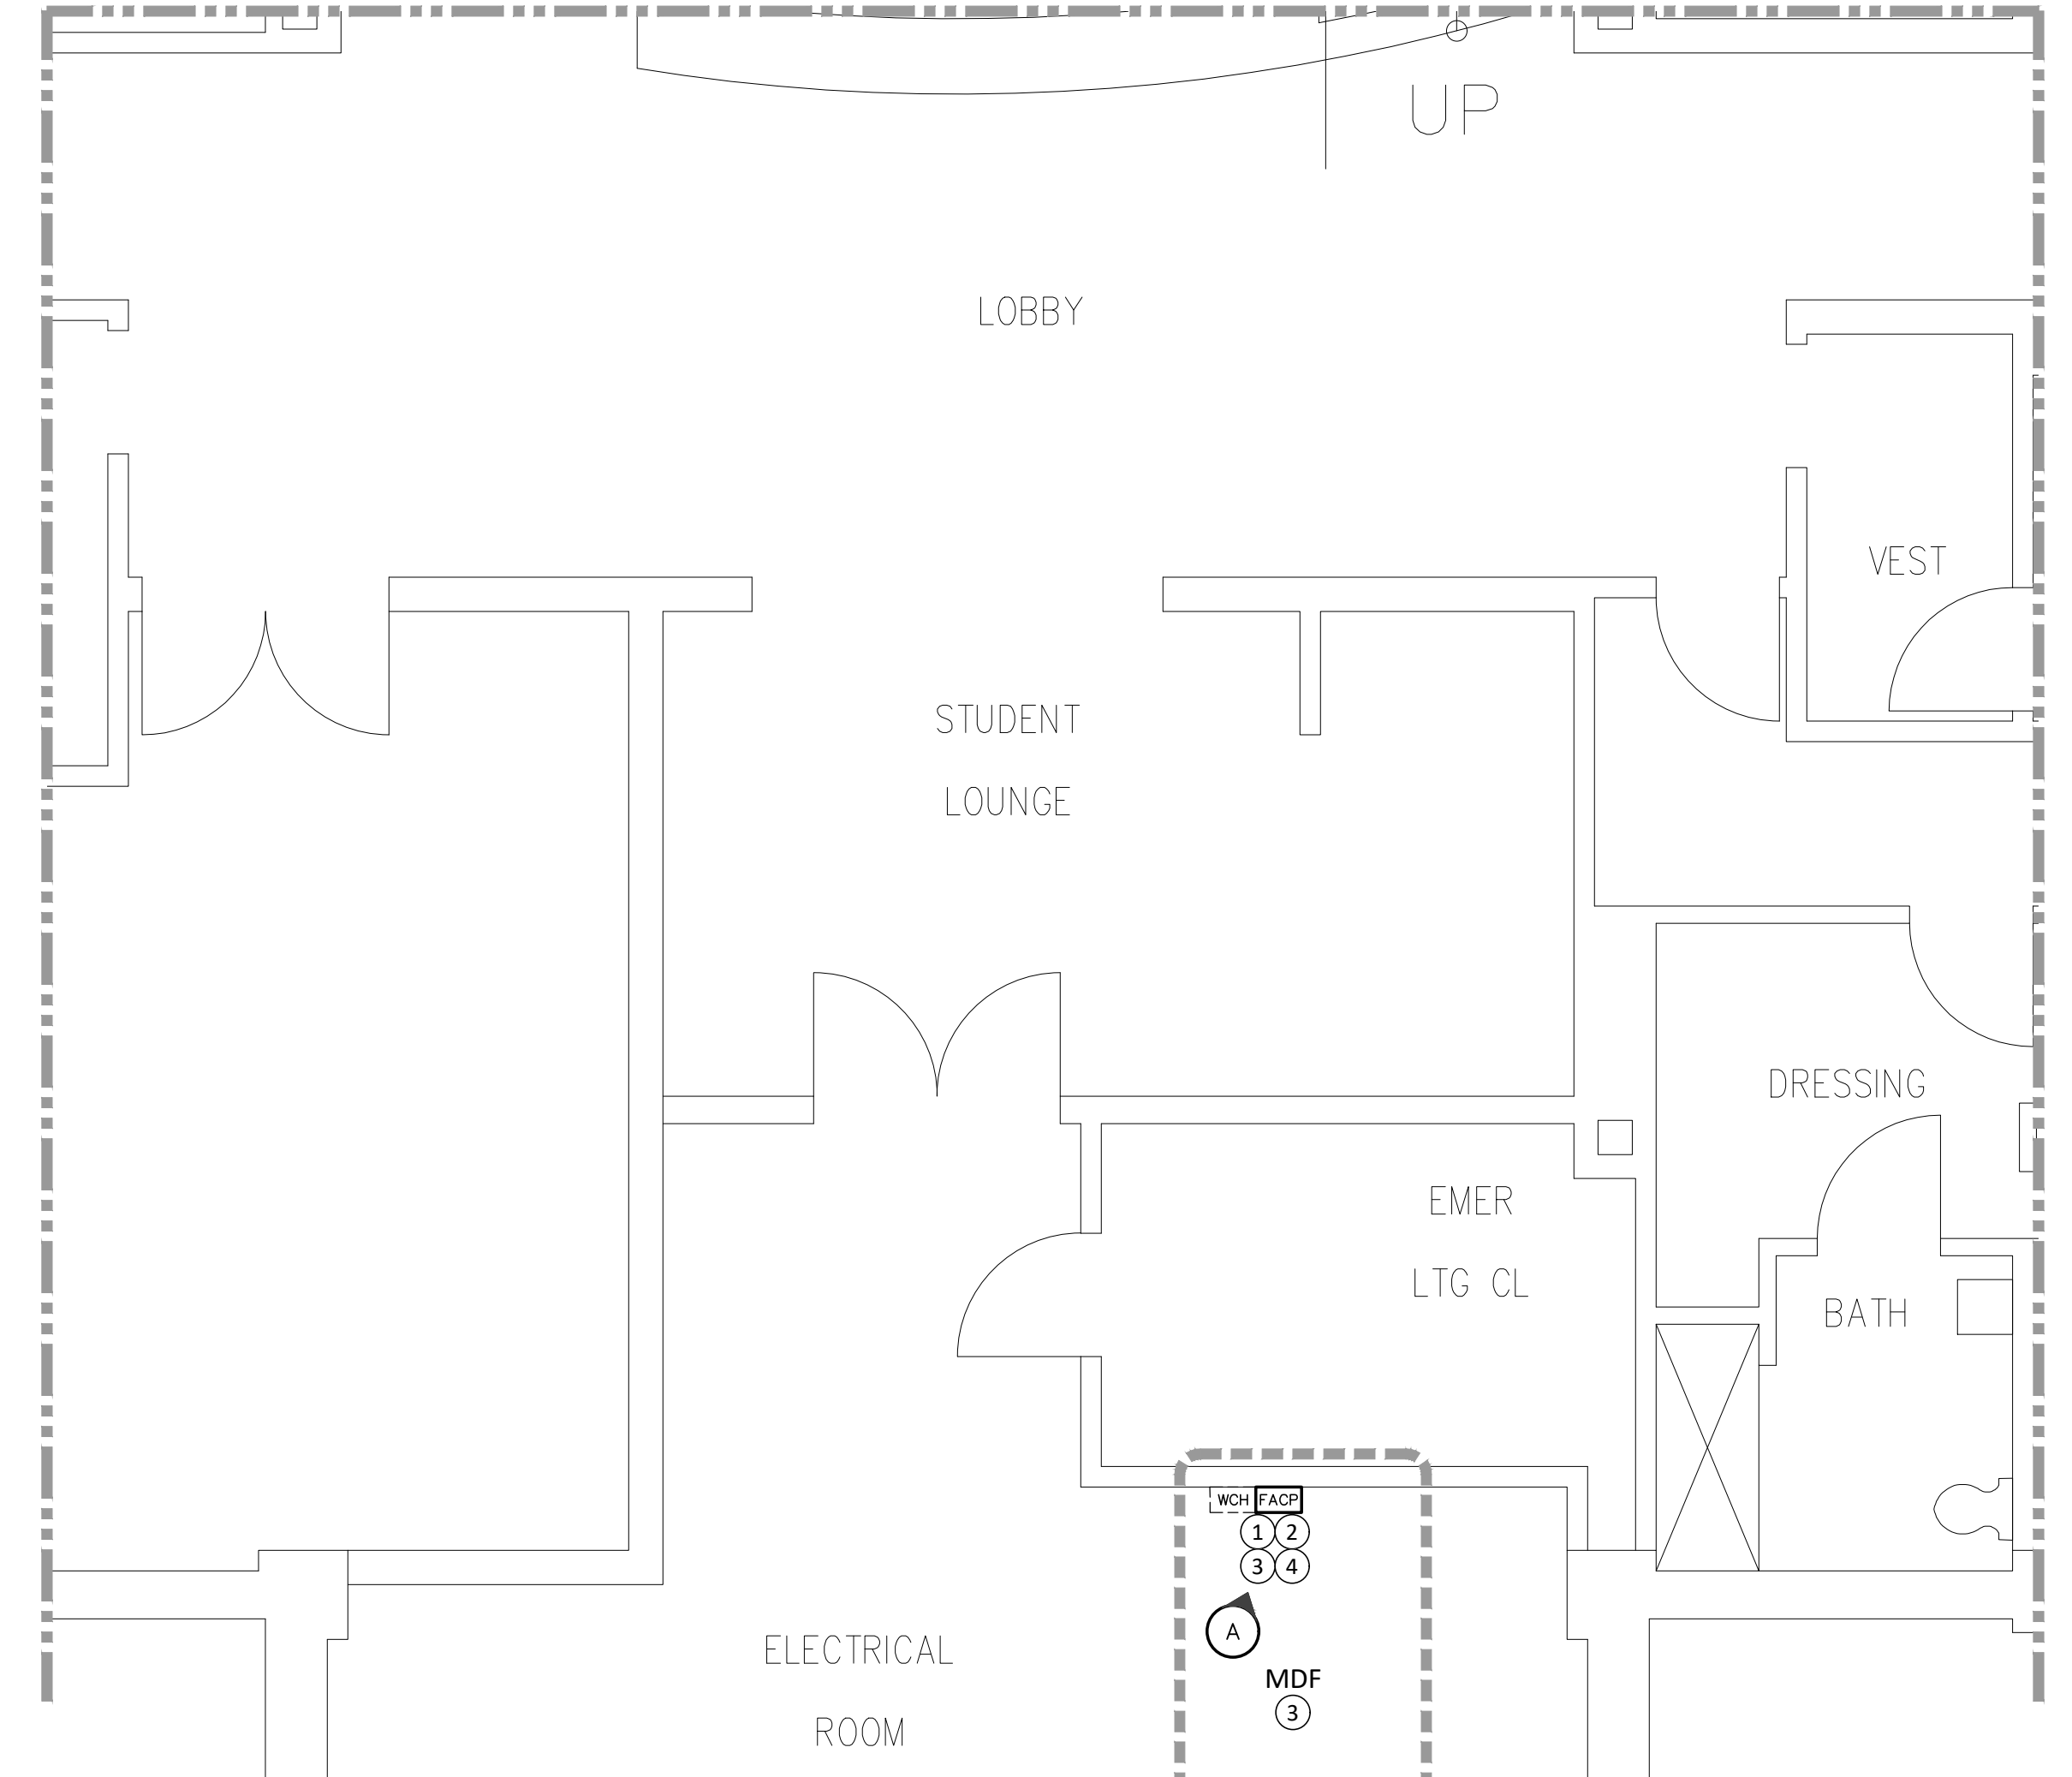 UP
LOBBY
VEST
STUDENT
LOUNGE
DRESSING
EMER
LTG CL
BATH
WCH FACP
1 2
3 4
A
ELECTRICAL
ROOM
MDF
3